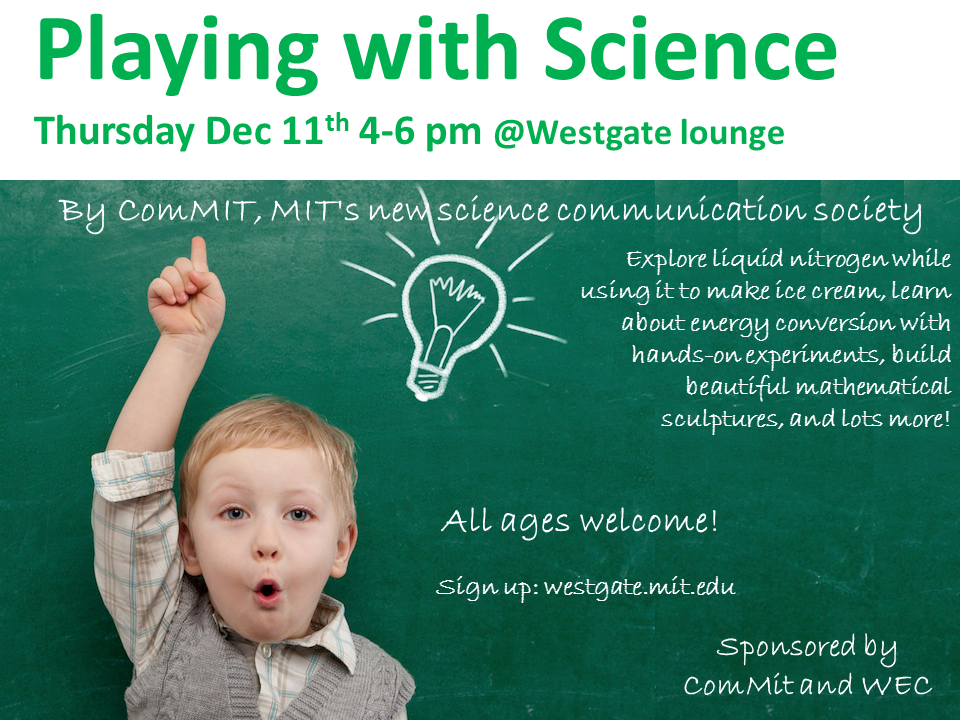 Playing with Science
Thursday Dec 11th 4-6 pm @Westgate lounge
By ComMIT, MIT's new science communication society
Explore liquid nitrogen while
using it to make ice cream, learn
about energy conversion with
hands-on experiments, build
beautiful mathematical
sculptures, and lots more!
All ages welcome!
Sign up: westgate.mit.edu
Sponsored by
ComMit and WEC